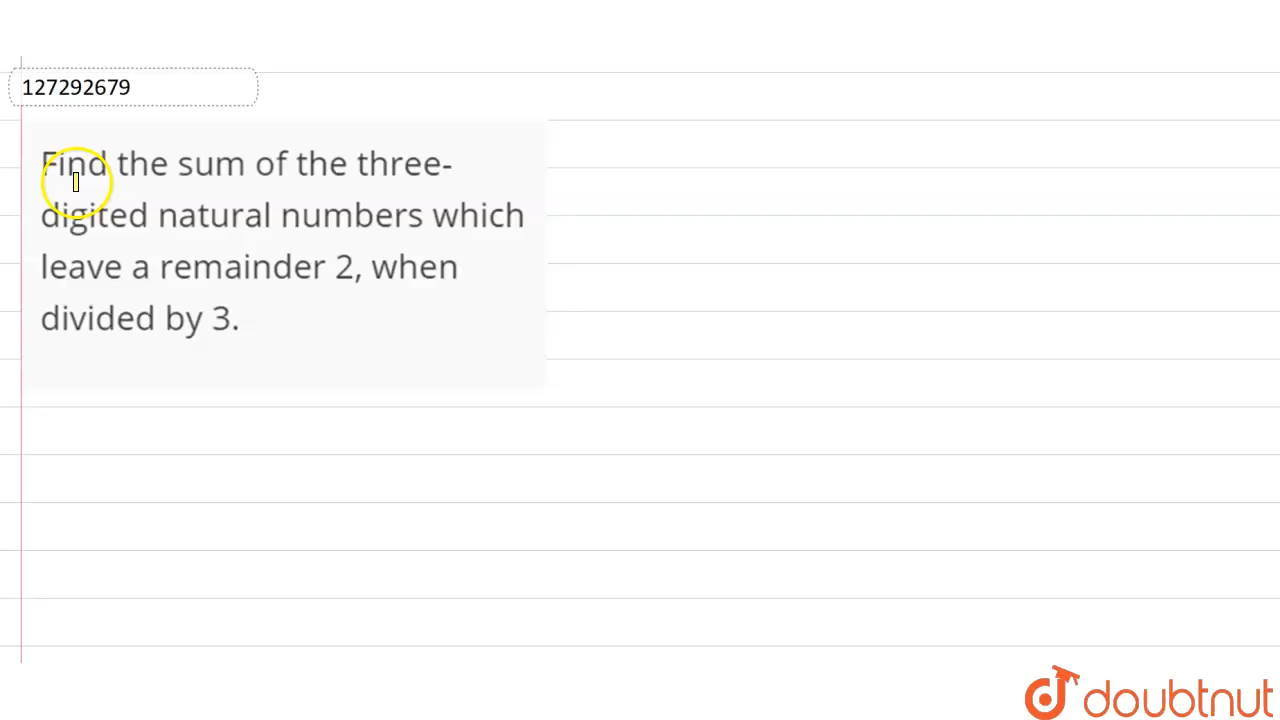 127292679
Find the sum of the three-
digited natural numbers which
leave a remainder 2, when
divided by 3.
doubtnut